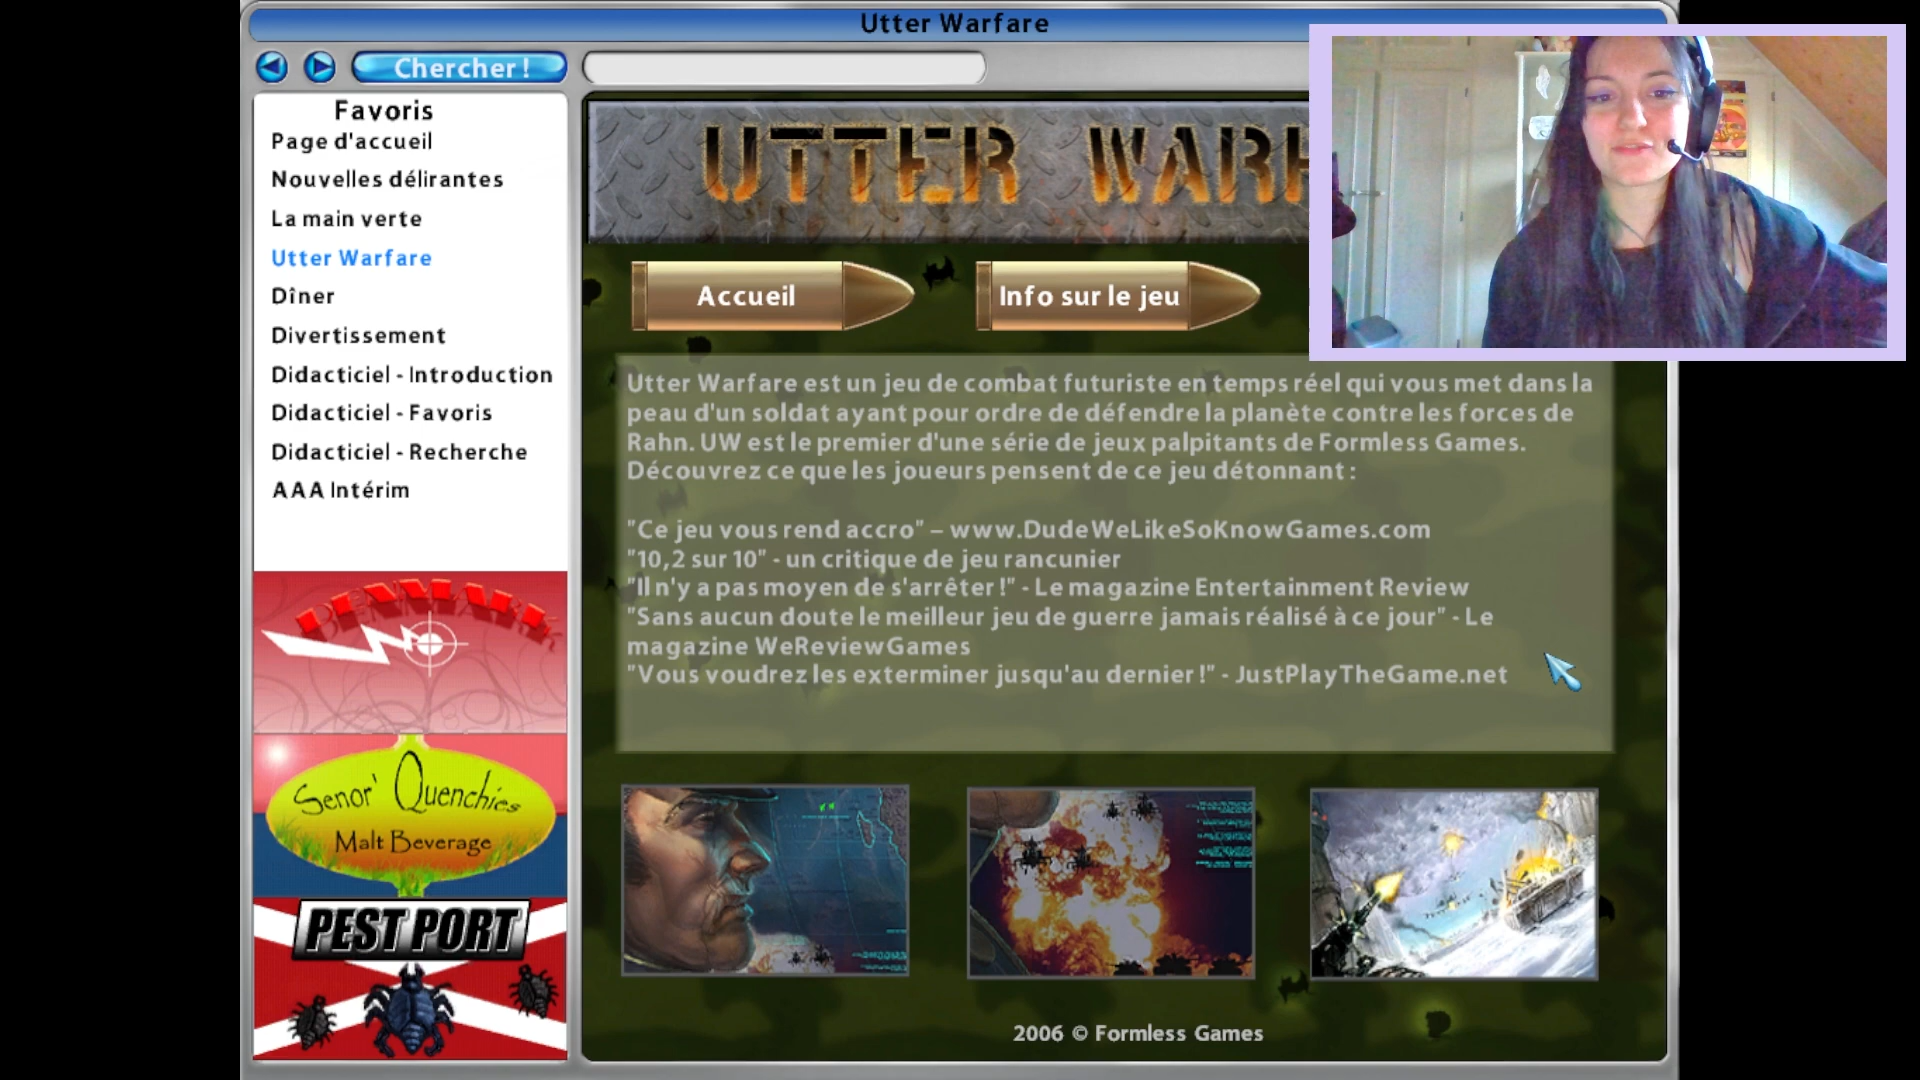 Utter Warfare
Chercher !
Favoris
Page d'accueil
Nouvelles délirantes
La main verte
Utter Warfare
Dîner
Divertissement
Didacticiel - Introduction
Didacticiel - Favoris
Didacticiel - Recherche
AAA Intérim
SENOR' QUENCHIES
Malt Beverage
PEST PORT
UTTER WARF
Accueil
Info sur le jeu
Utter Warfare est un jeu de combat futuriste en temps réel qui vous met dans la
peau d'un soldat ayant pour ordre de défendre la planète contre les forces de
Rahn. UW est le premier d'une série de jeux palpitants de Formless Games.
Découvrez ce que les joueurs pensent de ce jeu détonnant :
"Ce jeu vous rend accro" – www.DudeWeLikeSoKnowGames.com
"10,2 sur 10" - un critique de jeu rancunier
"Il n'y a pas moyen de s'arrêter !" - Le magazine Entertainment Review
"Sans aucun doute le meilleur jeu de guerre jamais réalisé à ce jour" - Le
magazine WeReviewGames
"Vous voudrez les exterminer jusqu'au dernier !" - JustPlayTheGame.net
2006 © Formless Games